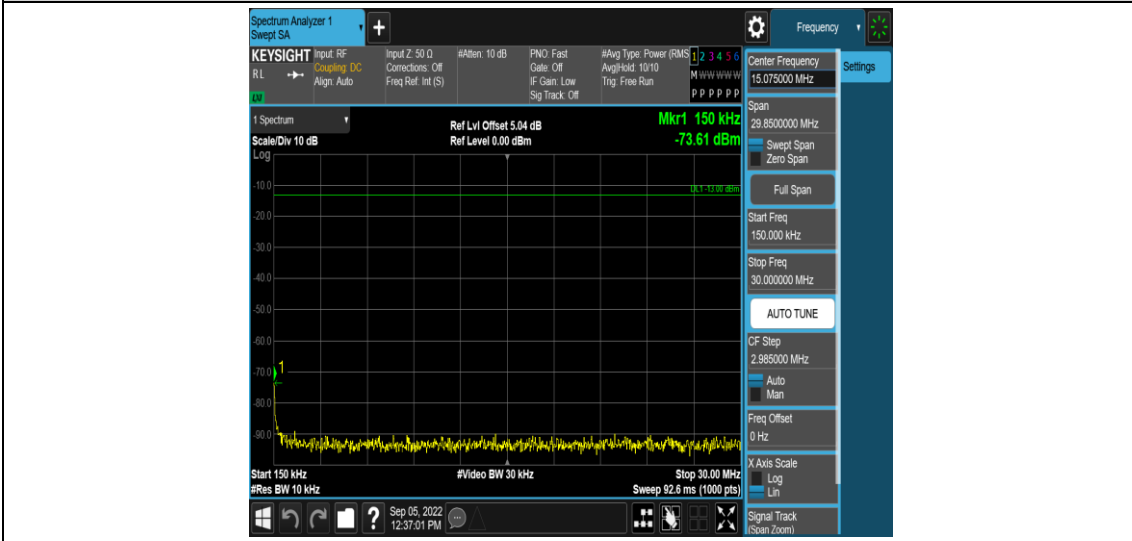 Spectrum Analyzer 1
Swept SA
+
Frequency
KEYSIGHT Input: RF Input Z: 50 Ω #Atten: 10 dB PNO: Fast #Avg Type: Power (RMS 1 2 3 4 5 6
RL Coupling: DC Corrections: Off Gate: Off Avg|Hold: 10/10 M W W W W W
Align: Auto Freq Ref: Int (S) IF Gain: Low Trig: Free Run
Sig Track: Off P P P P P P
1 Spectrum
Ref Lvl Offset 5.04 dB
Mkr1 150 kHz
Scale/Div 10 dB
Ref Level 0.00 dBm
-73.61 dBm
Log
DL1 -13.00 dBm
-10.0
-20.0
-30.0
-40.0
-50.0
-60.0
-70.0
1
-80.0
-90.0
Start 150 kHz #Video BW 30 kHz Stop 30.00 MHz
#Res BW 10 kHz Sweep 92.6 ms (1000 pts)
?
Sep 05, 2022
12:37:01 PM
Center Frequency
15.075000 MHz
Settings
Span
29.8500000 MHz
Swept Span
Zero Span
Full Span
Start Freq
150.000 kHz
Stop Freq
30.000000 MHz
AUTO TUNE
CF Step
2.985000 MHz
Auto
Man
Freq Offset
0 Hz
X Axis Scale
Log
Lin
Signal Track
(Span Zoom)